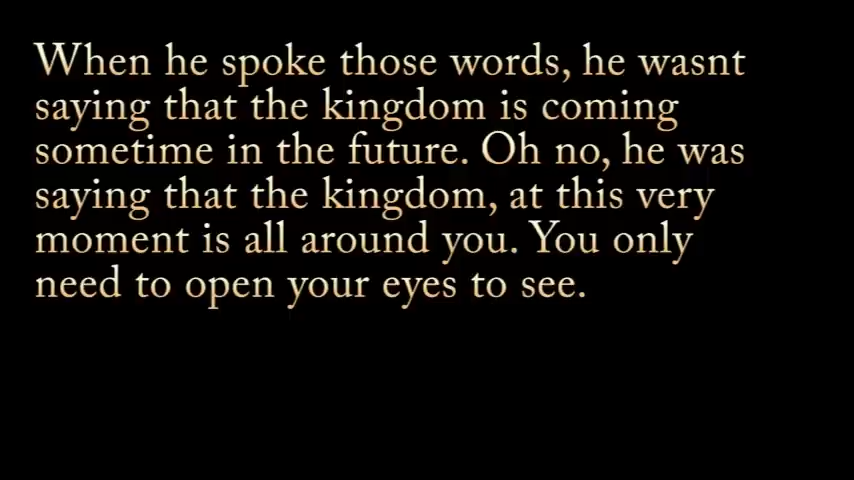 When he spoke those words, he wasnt
saying that the kingdom is coming
sometime in the future. Oh no, he was
saying that the kingdom, at this very
moment is all around you. You only
need to open your eyes to see.